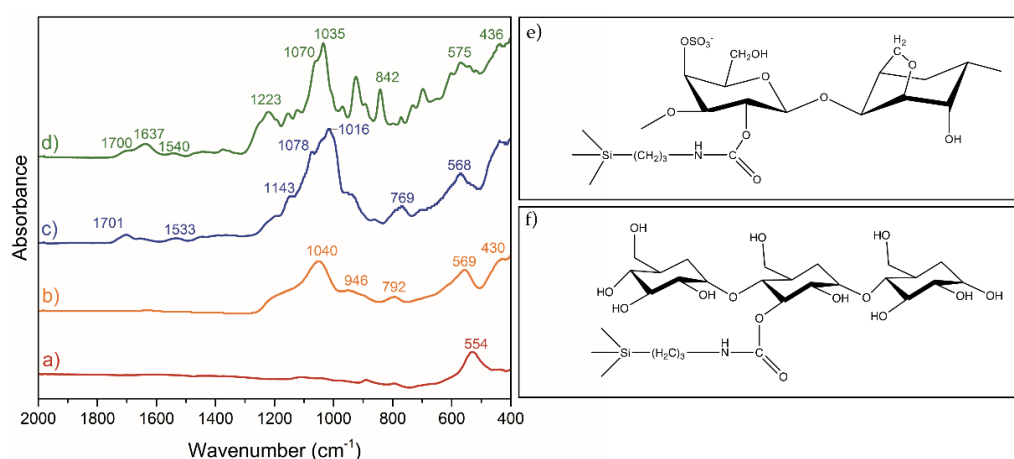 1035
436
1070
575
842
1223
d)
1700
1637
1540
1016
1078
568
1143
769
c)
1701
1533
1040
569
430
946
792
b)
554
a)
Absorbance
2000 1800 1600 1400 1200 1000 800 600 400
Wavenumber (cm⁻¹)
e)
OSO₃⁻
CH₂OH
H₂
C
O
O
O
O
O
OH
Si
(CH₂)₃
H
N
C
O
f)
OH
HO
HO
HO
OH
O
HO
O
OH
O
HO
HO
OH
OH
O
Si
(H₂C)₃
H
N
C
O